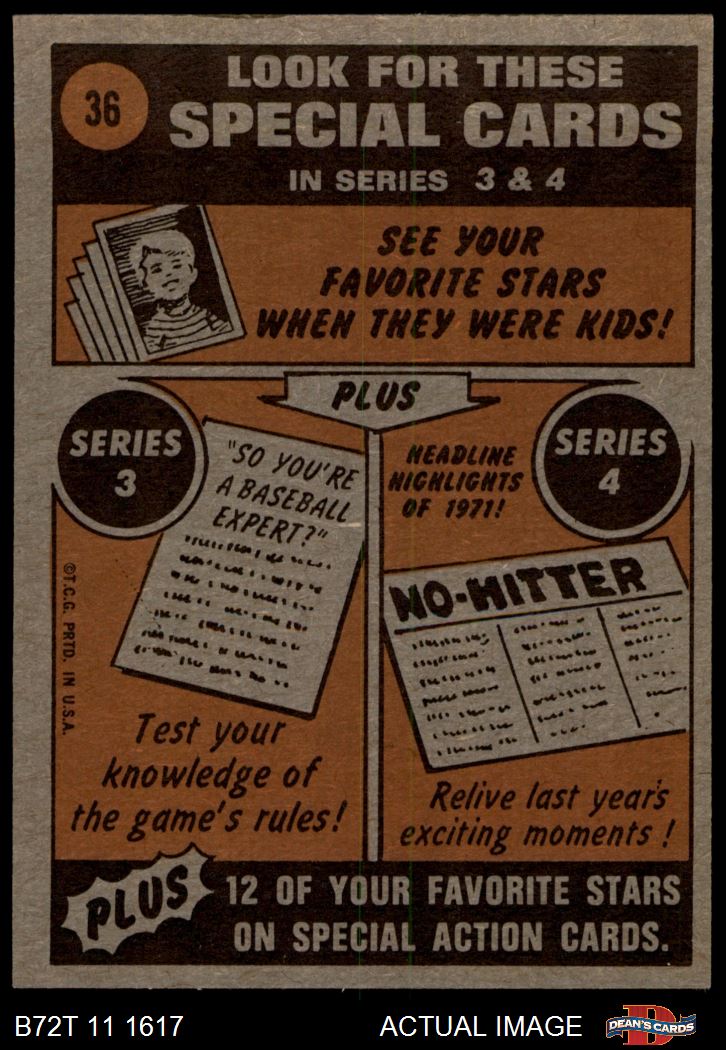 36
LOOK FOR THESE
SPECIAL CARDS
IN SERIES 3 & 4
SEE YOUR
FAVORITE STARS
WHEN THEY WERE KIDS!
PLUS
SERIES
3
"SO YOU'RE
A BASEBALL
EXPERT?"
Test your
knowledge of
the game's rules!
HEADLINE
HIGHLIGHTS
OF 1971!
SERIES
4
NO-HITTER
Relive last year's
exciting moments!
©T.C.G. PRTD. IN U.S.A.
PLUS
12 OF YOUR FAVORITE STARS
ON SPECIAL ACTION CARDS.
B72T 11 1617
ACTUAL IMAGE
D
DEAN'S CARDS